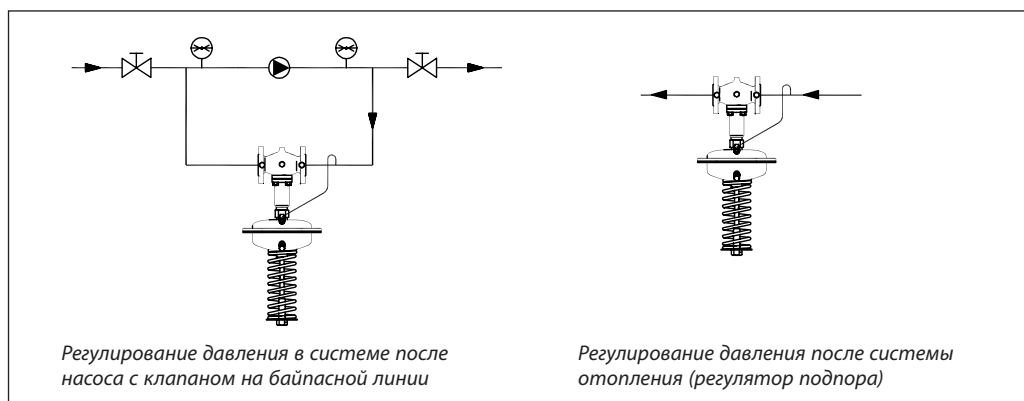 Регулирование давления в системе после
насоса с клапаном на байпасной линии
Регулирование давления после системы
отопления (регулятор подпора)